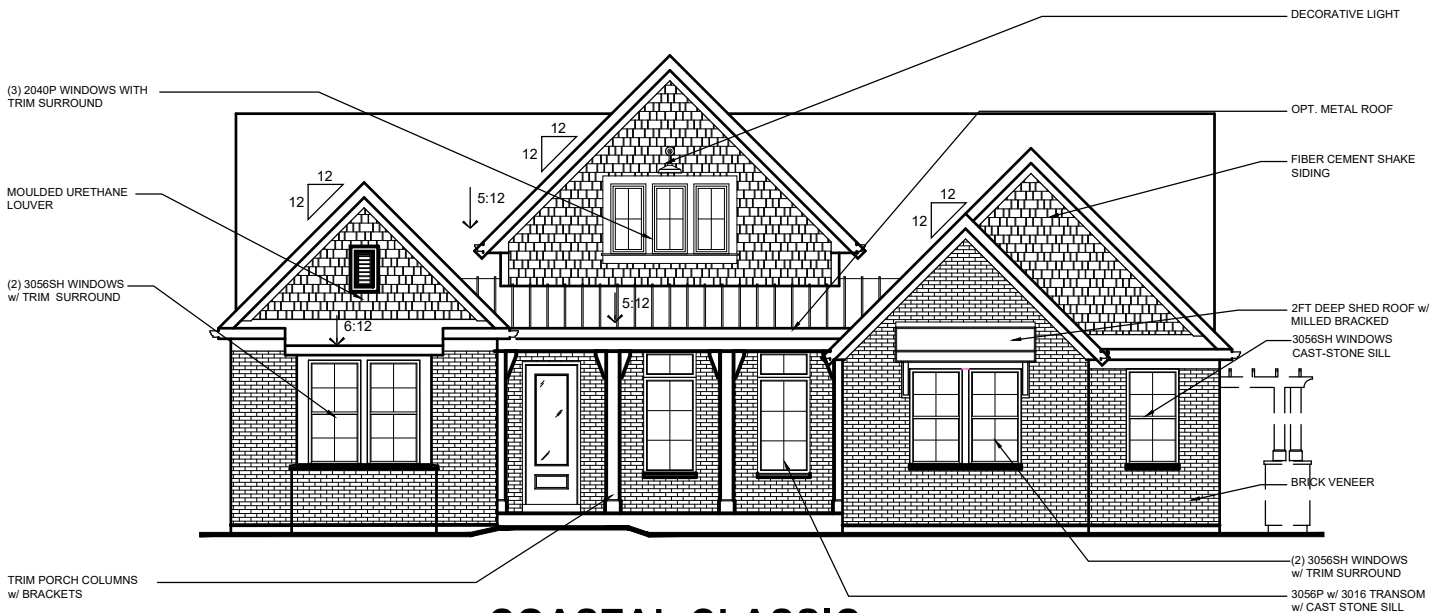 DECORATIVE LIGHT
(3) 2040P WINDOWS WITH
TRIM SURROUND
OPT. METAL ROOF
12
12
FIBER CEMENT SHAKE
SIDING
MOULDED URETHANE
LOUVER
12
12
5:12
12
12
(2) 3056SH WINDOWS
w/ TRIM SURROUND
5:12
6:12
2FT DEEP SHED ROOF w/
MILLED BRACKED
3056SH WINDOWS
CAST-STONE SILL
BRICK VENEER
(2) 3056SH WINDOWS
w/ TRIM SURROUND
TRIM PORCH COLUMNS
w/ BRACKETS
3056P w/ 3016 TRANSOM
w/ CAST STONE SILL
COASTAL CLASSIC